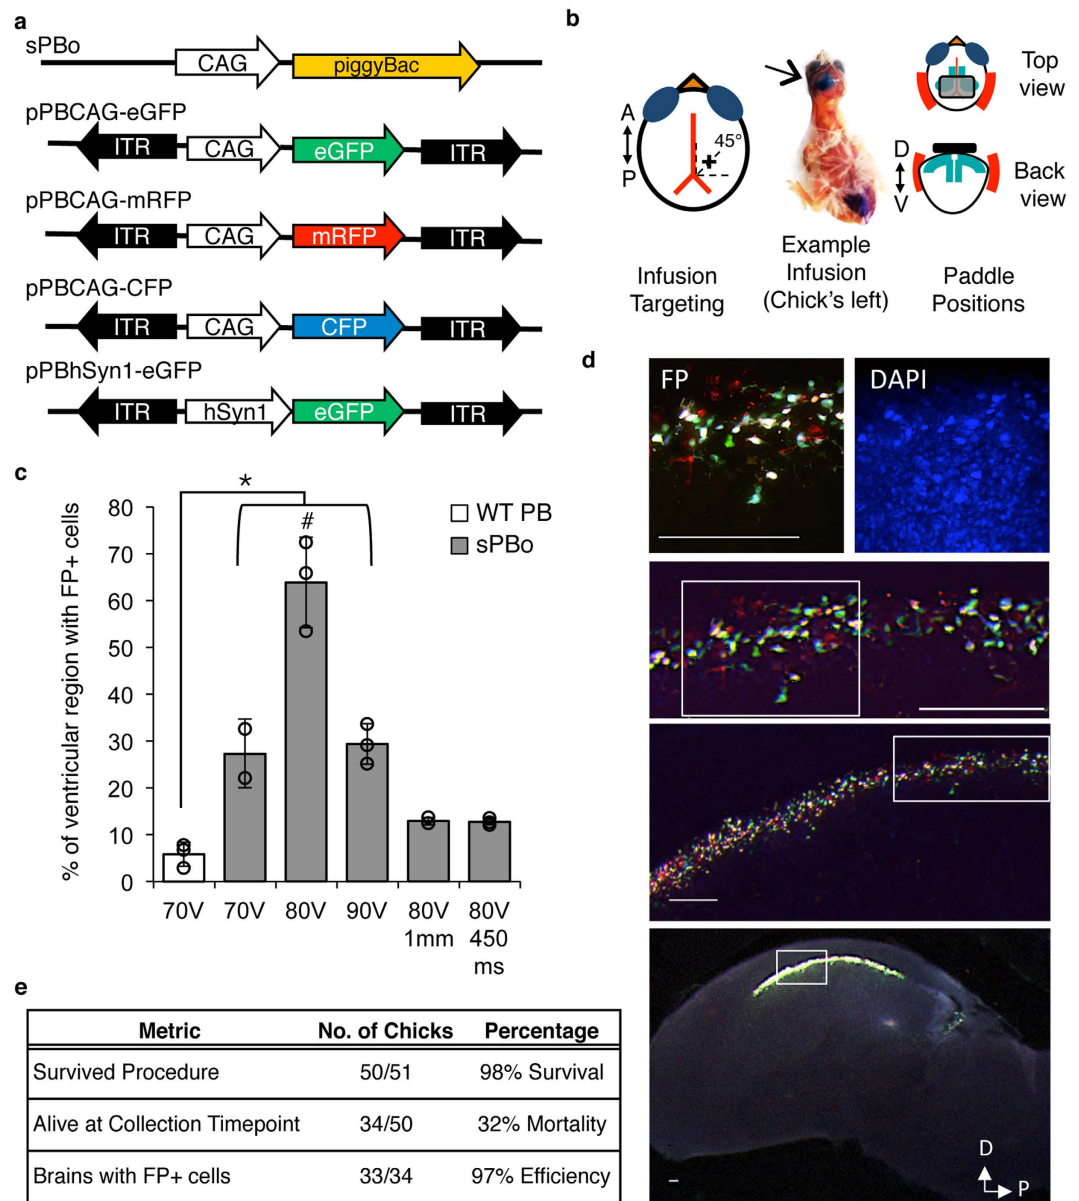 a
sPBo
CAG piggyBac
pPBCAG-eGFP
ITR CAG eGFP ITR
pPBCAG-mRFP
ITR CAG mRFP ITR
pPBCAG-CFP
ITR CAG CFP ITR
pPBhSyn1-eGFP
ITR hSyn1 eGFP ITR
b
A
P
45°
Infusion
Targeting
Example
Infusion
(Chick's left)
Top
view
D
V
Back
view
Paddle
Positions
c
% of ventricular region with FP+ cells
80
70
60
50
40
30
20
10
0
*
#
WT PB
sPBo
70V
70V
80V
90V
80V
1mm
80V
450
ms
d
FP
DAPI
D
P
e
Metric No. of Chicks Percentage
Survived Procedure 50/51 98% Survival
Alive at Collection Timepoint 34/50 32% Mortality
Brains with FP+ cells 33/34 97% Efficiency